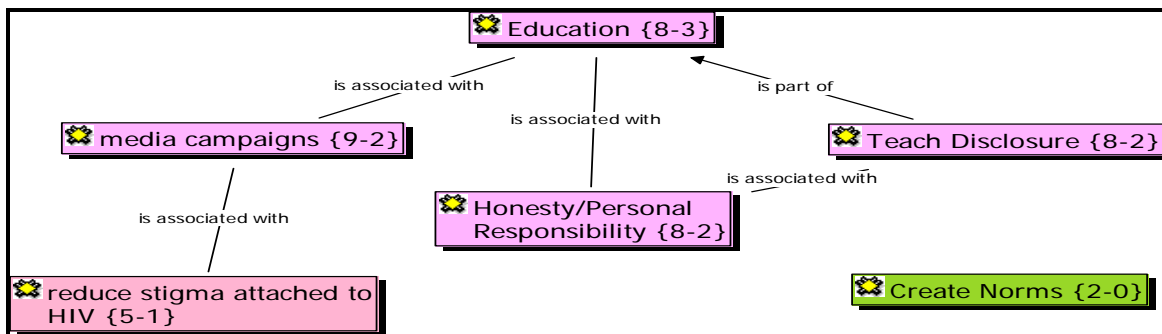 Education {8-3}
is associated with
is part of
is associated with
media campaigns {9-2}
Teach Disclosure {8-2}
is associated with
Honesty/Personal
Responsibility {8-2}
is associated with
reduce stigma attached to
HIV {5-1}
Create Norms {2-0}